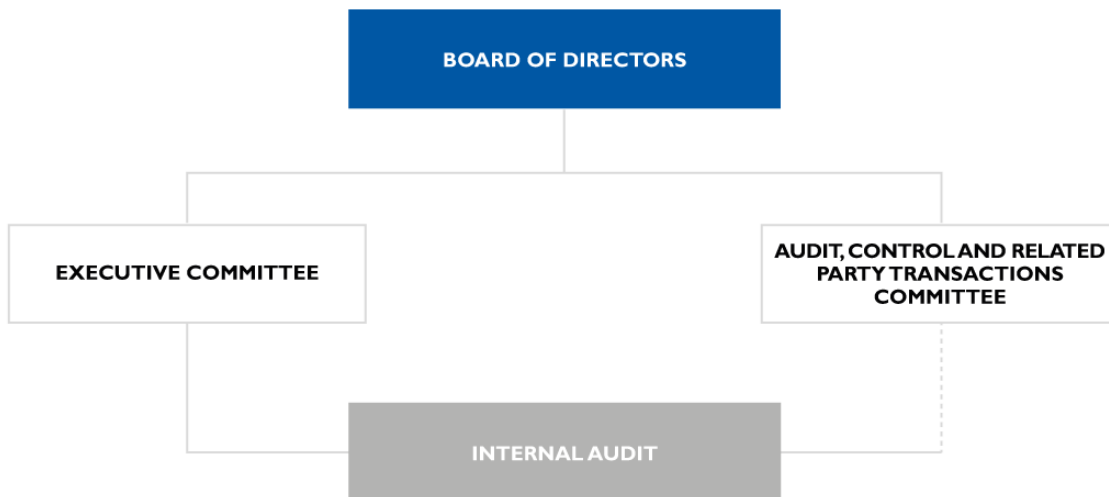 BOARD OF DIRECTORS
EXECUTIVE COMMITTEE
AUDIT, CONTROL AND RELATED
PARTY TRANSACTIONS
COMMITTEE
INTERNAL AUDIT